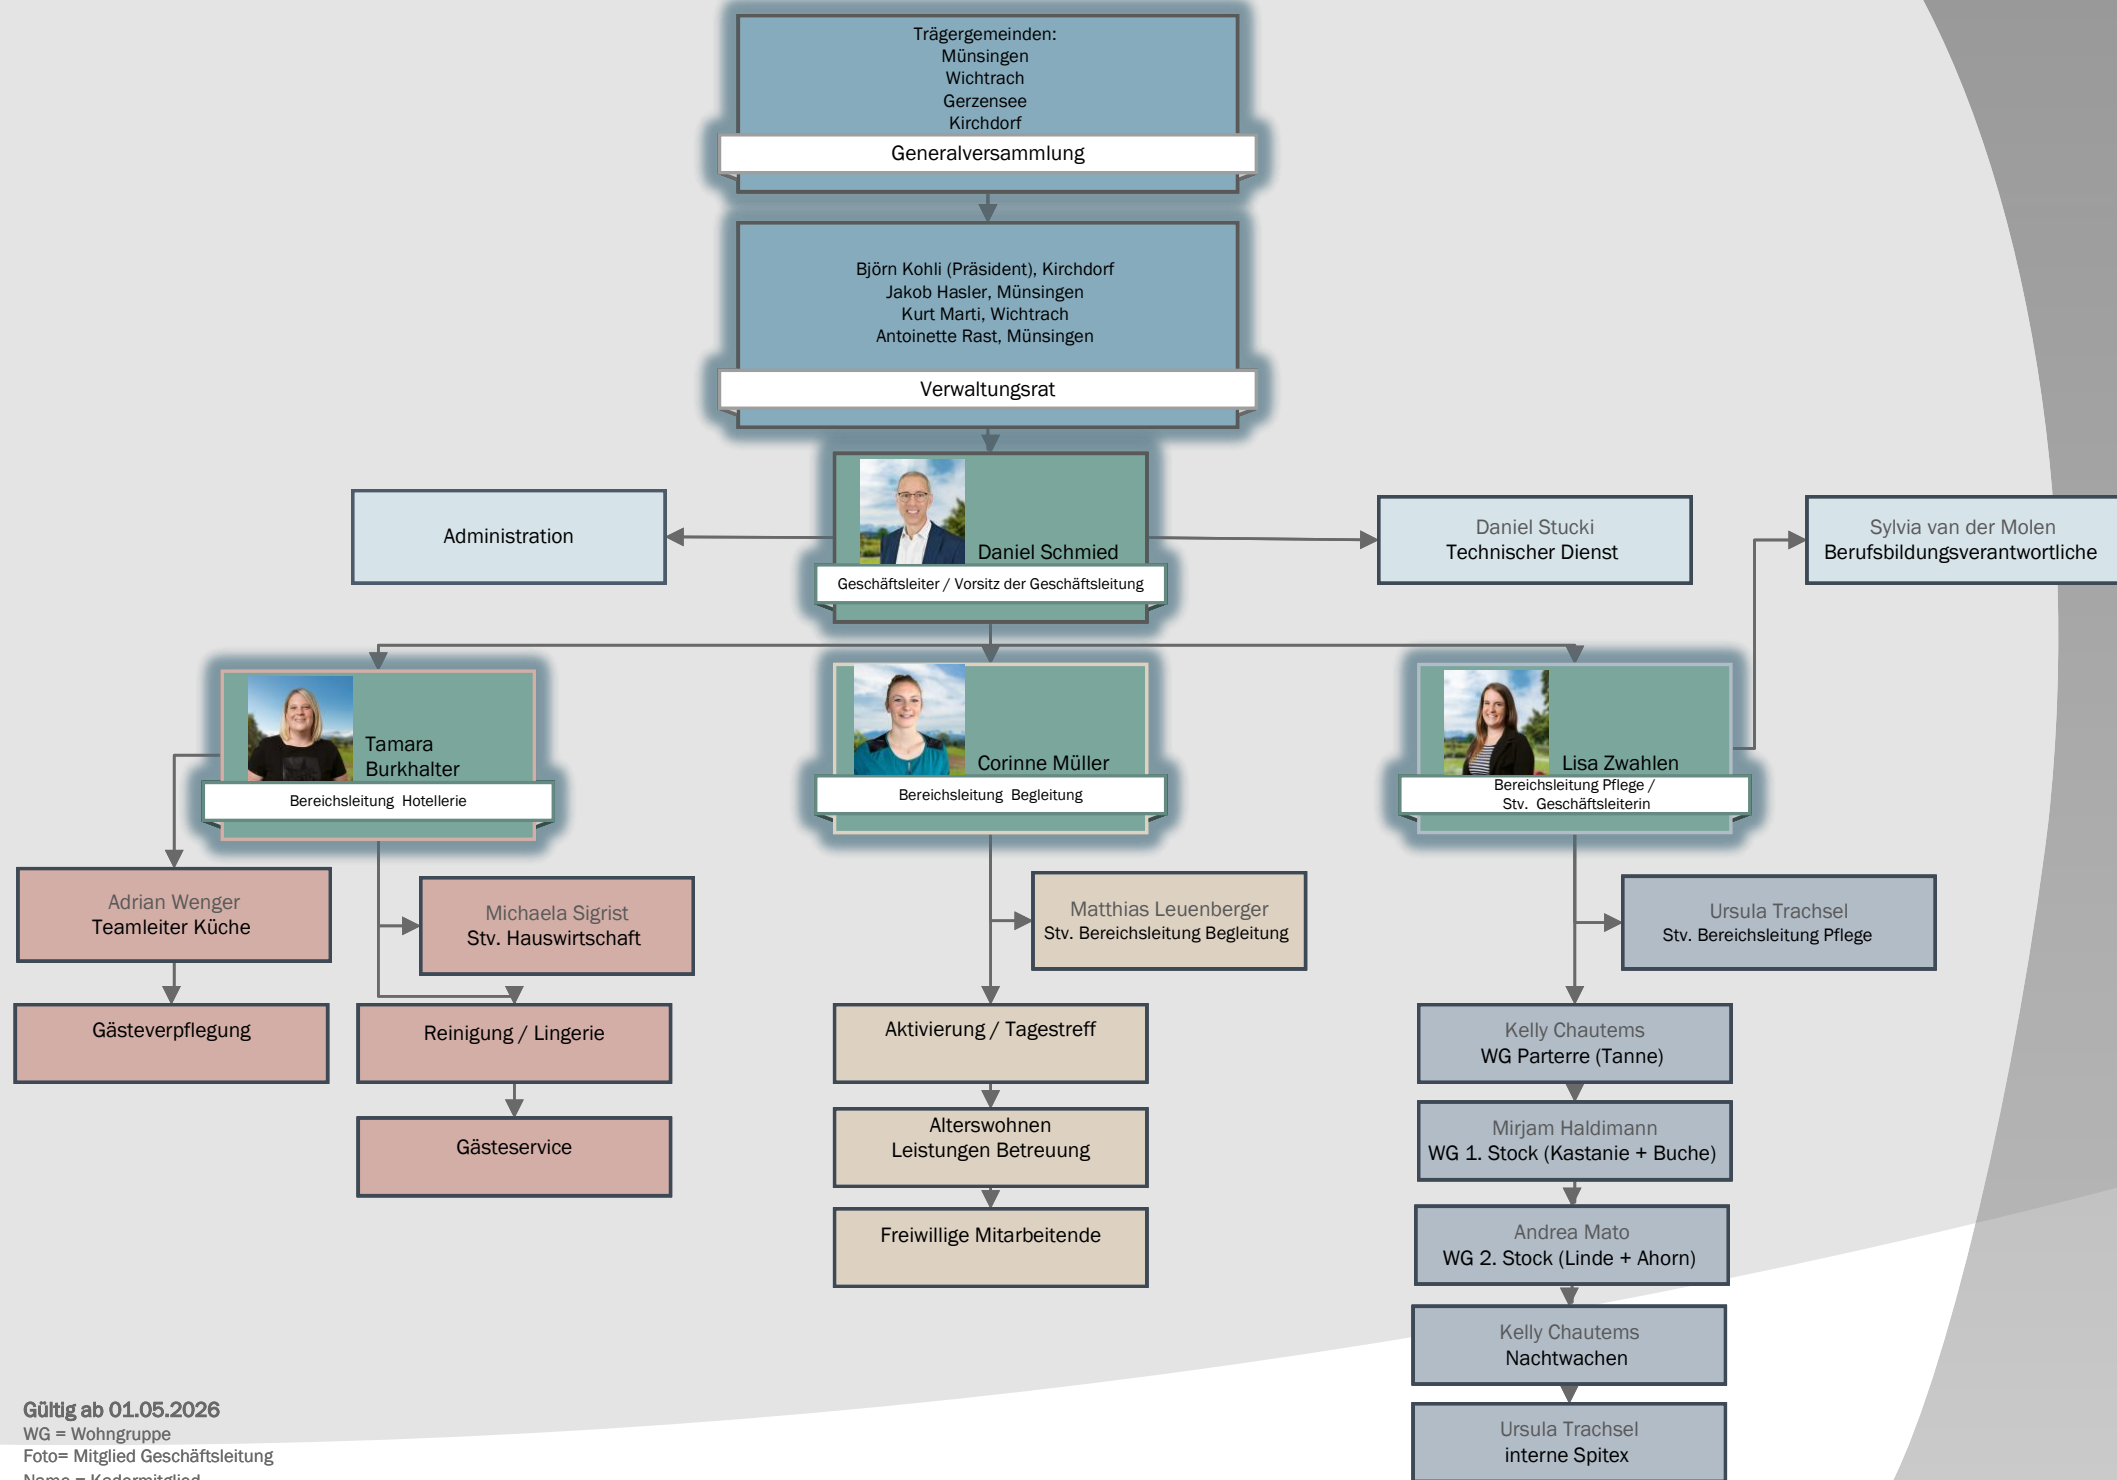 Trägergemeinden:
Münsingen
Wichtrach
Gerzensee
Kirchdorf
Generalversammlung
Björn Kohli (Präsident), Kirchdorf
Jakob Hasler, Münsingen
Kurt Marti, Wichtrach
Antoinette Rast, Münsingen
Verwaltungsrat
Administration
Daniel Schmied
Geschäftsleiter / Vorsitz der Geschäftsleitung
Daniel Stucki
Technischer Dienst
Sylvia van der Molen
Berufsbildungsverantwortliche
Tamara
Burkhalter
Bereichsleitung Hotellerie
Corinne Müller
Bereichsleitung Begleitung
Lisa Zwahlen
Bereichsleitung Pflege /
Stv. Geschäftsleiterin
Adrian Wenger
Teamleiter Küche
Michaela Sigrist
Stv. Hauswirtschaft
Matthias Leuenberger
Stv. Bereichsleitung Begleitung
Ursula Trachsel
Stv. Bereichsleitung Pflege
Gästeverpflegung
Reinigung / Lingerie
Aktivierung / Tagestreff
Kelly Chautems
WG Parterre (Tanne)
Gästeservice
Alterswohnen
Leistungen Betreuung
Mirjam Haldimann
WG 1. Stock (Kastanie + Buche)
Freiwillige Mitarbeitende
Andrea Mato
WG 2. Stock (Linde + Ahorn)
Kelly Chautems
Nachtwachen
Ursula Trachsel
interne Spitex
Gültig ab 01.05.2026
WG = Wohngruppe
Foto= Mitglied Geschäftsleitung
Name = Kadermitglied